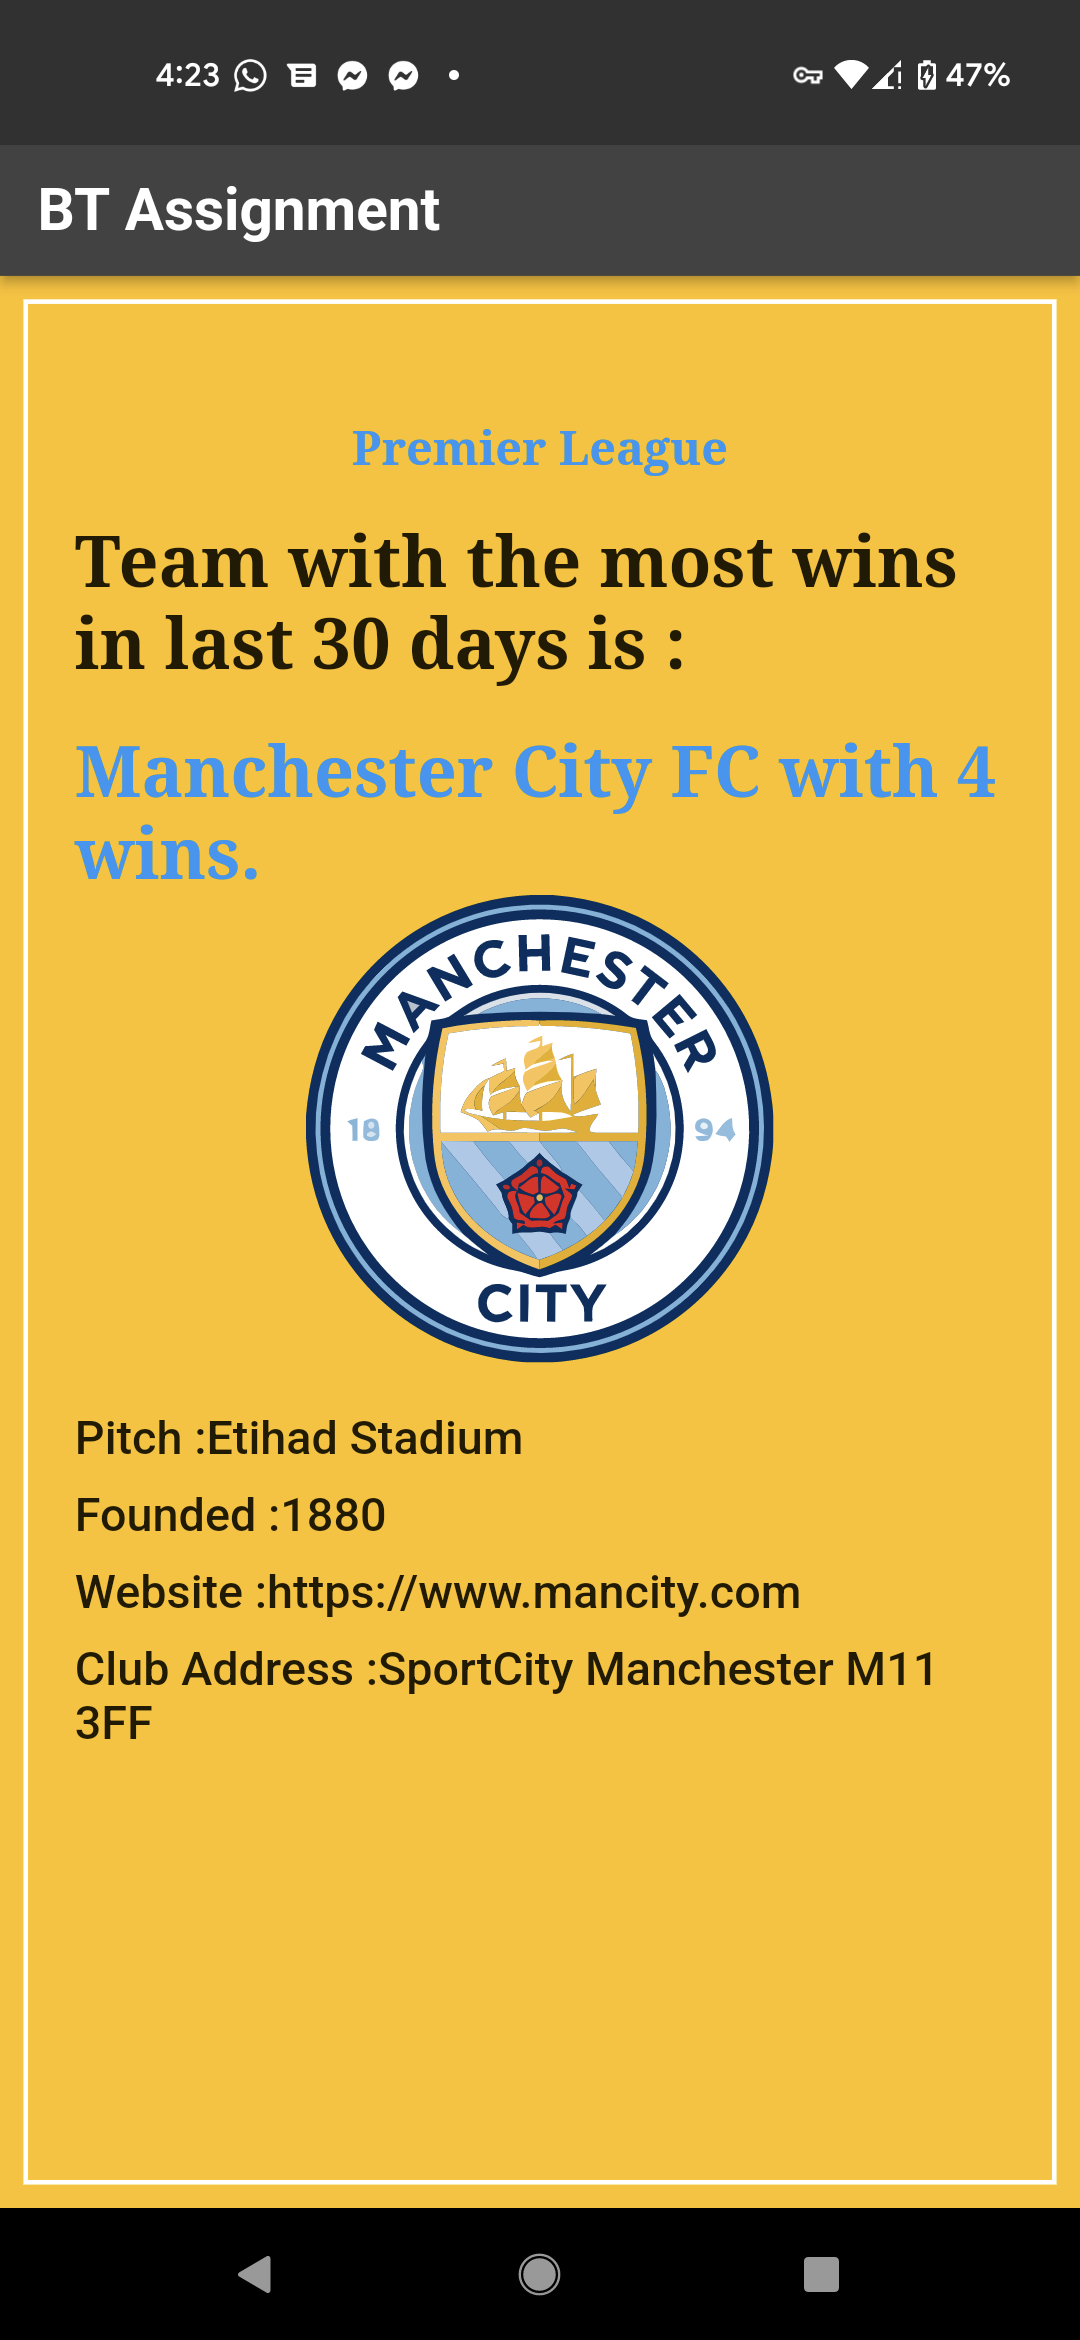 4:23
47%
BT Assignment
Premier League
Team with the most wins
in last 30 days is :
Manchester City FC with 4
wins.
MANCHESTER
18 94
CITY
Pitch :Etihad Stadium
Founded :1880
Website :https://www.mancity.com
Club Address :SportCity Manchester M11
3FF